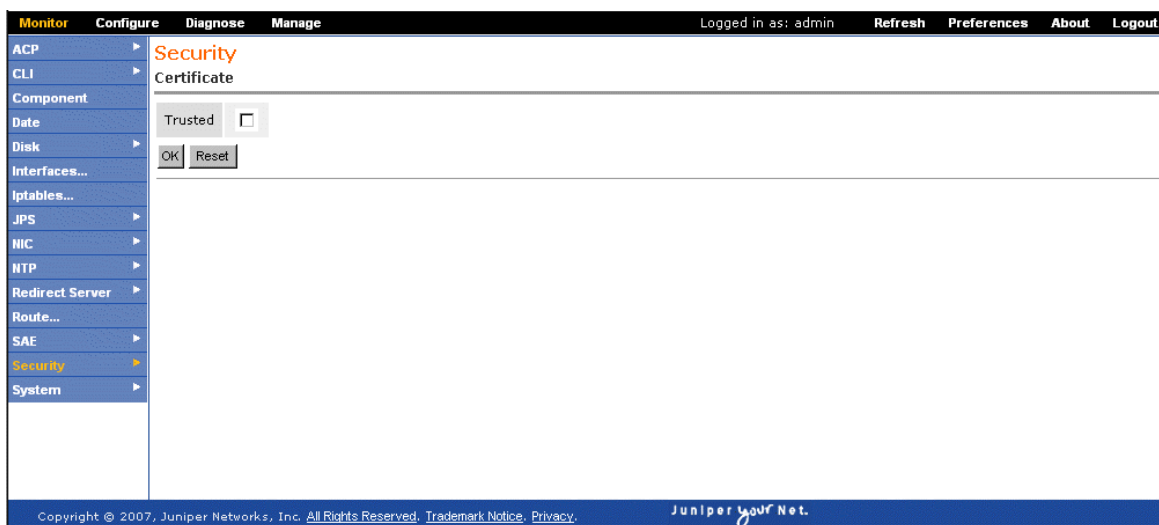 Monitor Configure Diagnose Manage Logged in as: admin Refresh Preferences About Logout
ACP
CLI
Component
Date
Disk
Interfaces...
Iptables...
JPS
NIC
NTP
Redirect Server
Route...
SAE
Security
System
Security
Certificate
Trusted
OK Reset
Copyright © 2007, Juniper Networks, Inc. All Rights Reserved. Trademark Notice. Privacy.
Juniper your Net.